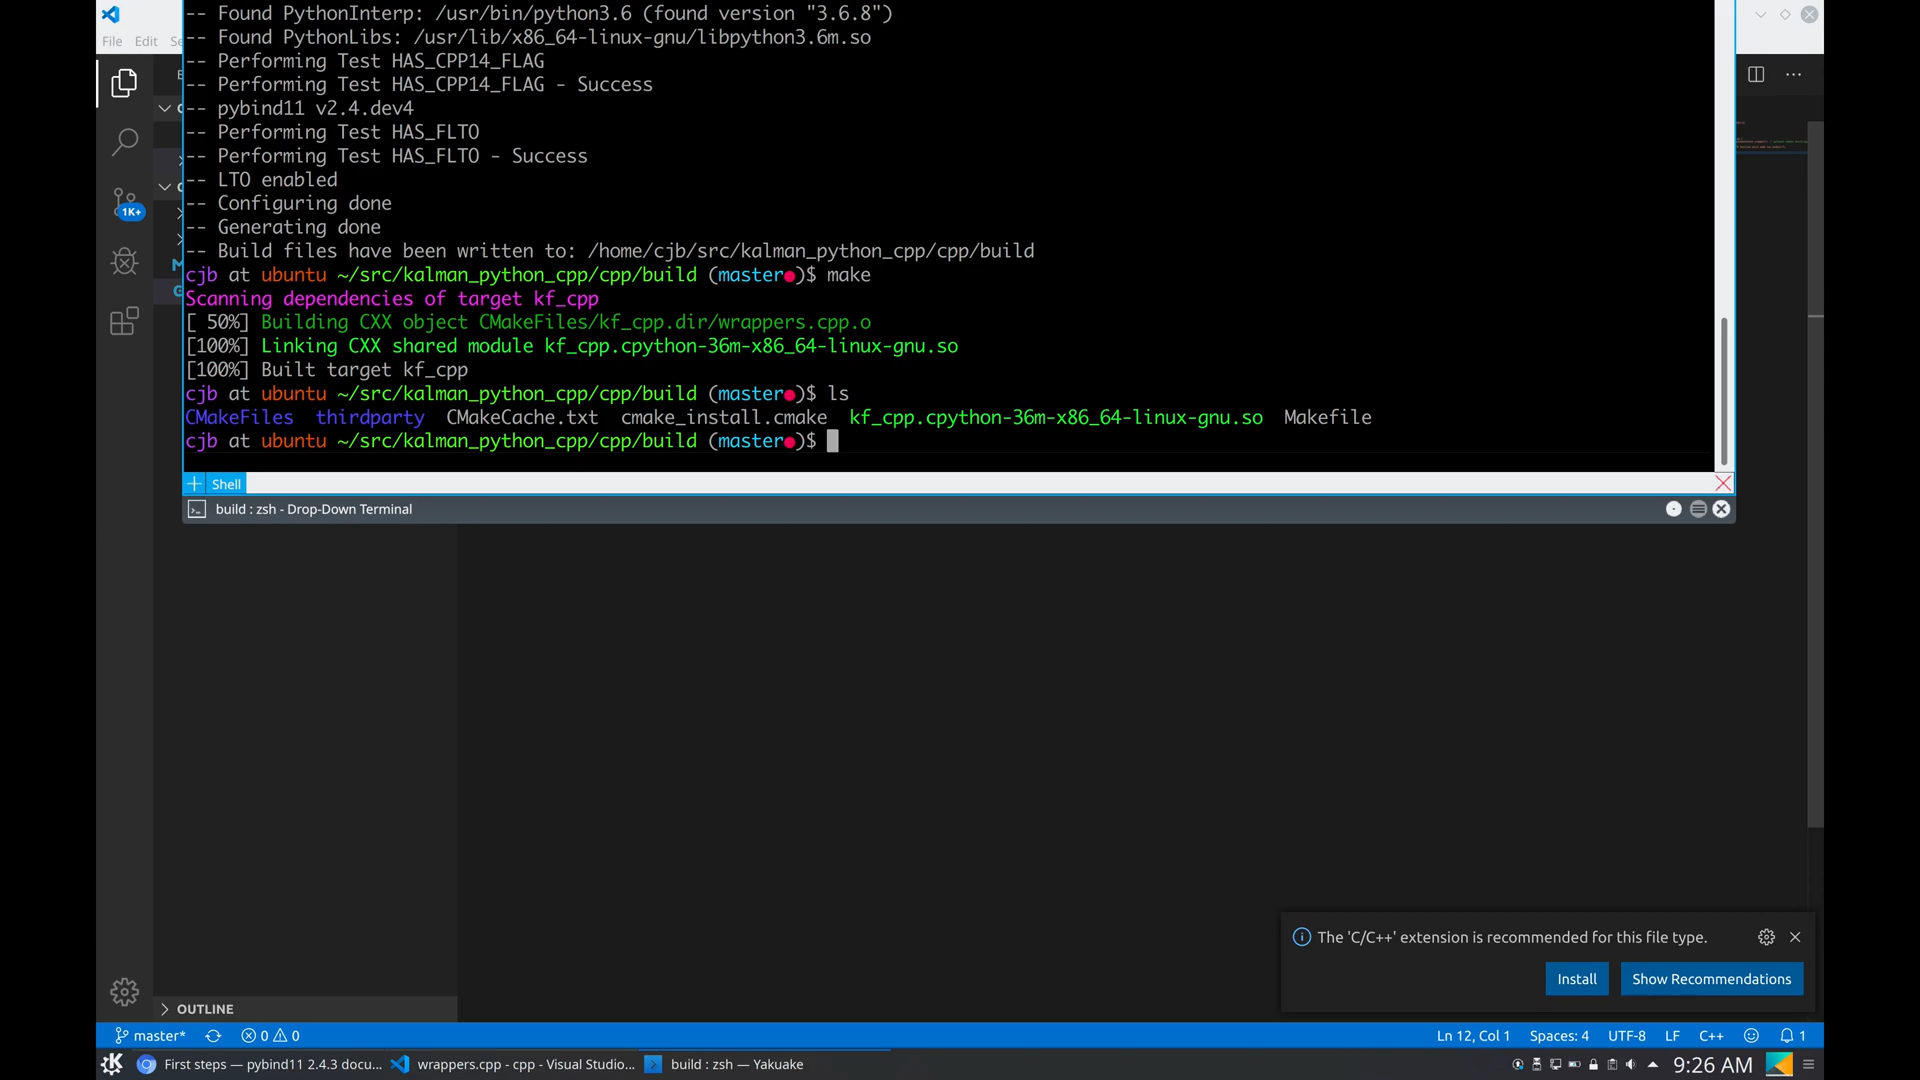 -- Found PythonInterp: /usr/bin/python3.6 (found version "3.6.8")
File Edit Se
-- Found PythonLibs: /usr/lib/x86_64-linux-gnu/libpython3.6m.so
-- Performing Test HAS_CPP14_FLAG
-- Performing Test HAS_CPP14_FLAG - Success
-- pybind11 v2.4.dev4
-- Performing Test HAS_FLTO
-- Performing Test HAS_FLTO - Success
-- LTO enabled
-- Configuring done
1K+
-- Generating done
-- Build files have been written to: /home/cjb/src/kalman_python_cpp/cpp/build
cjb at ubuntu ~/src/kalman_python_cpp/cpp/build (master●)$ make
Scanning dependencies of target kf_cpp
[ 50%] Building CXX object CMakeFiles/kf_cpp.dir/wrappers.cpp.o
[100%] Linking CXX shared module kf_cpp.cpython-36m-x86_64-linux-gnu.so
[100%] Built target kf_cpp
cjb at ubuntu ~/src/kalman_python_cpp/cpp/build (master●)$ ls
CMakeFiles thirdparty CMakeCache.txt cmake_install.cmake kf_cpp.cpython-36m-x86_64-linux-gnu.so Makefile
cjb at ubuntu ~/src/kalman_python_cpp/cpp/build (master●)$
Shell
build : zsh - Drop-Down Terminal
The 'C/C++' extension is recommended for this file type.
Install Show Recommendations
OUTLINE
master* 0 0 Ln 12, Col 1 Spaces: 4 UTF-8 LF C++ 1
First steps — pybind11 2.4.3 docu... wrappers.cpp - cpp - Visual Studio... build : zsh — Yakuake 9:26 AM